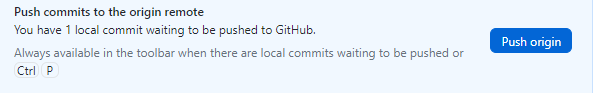 Push commits to the origin remote
You have 1 local commit waiting to be pushed to GitHub.
Always available in the toolbar when there are local commits waiting to be pushed or
Ctrl P
Push origin